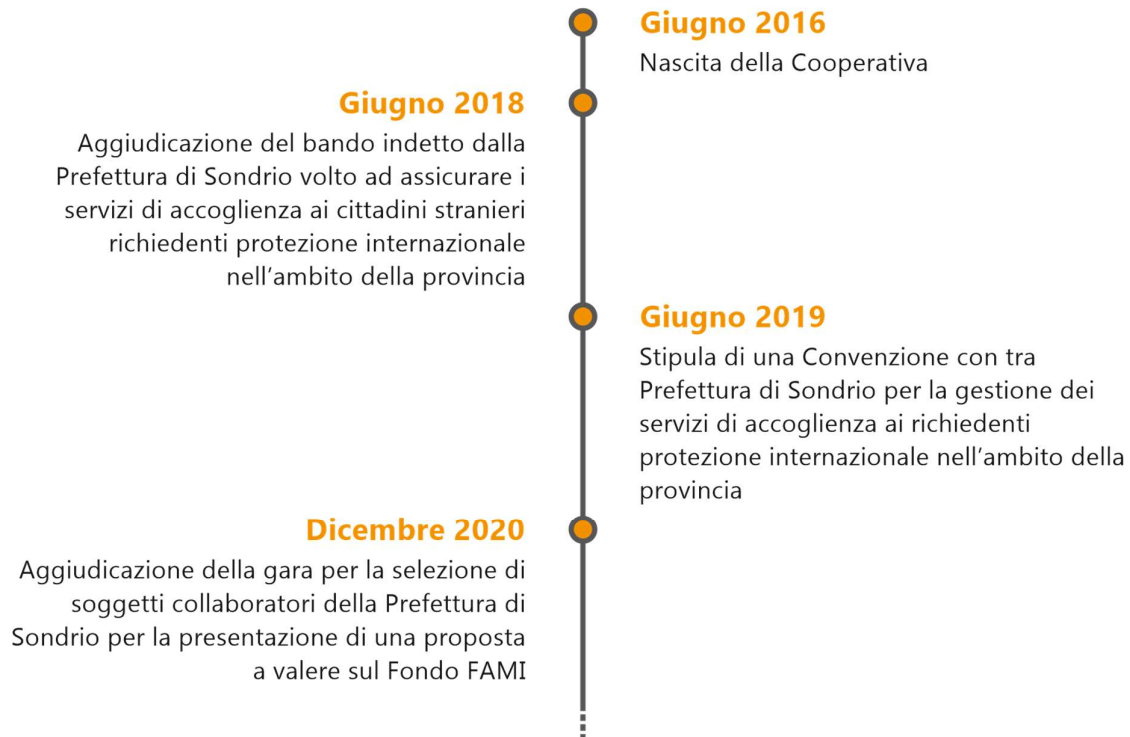 Giugno 2016
Nascita della Cooperativa
Giugno 2018
Aggiudicazione del bando indetto dalla
Prefettura di Sondrio volto ad assicurare i
servizi di accoglienza ai cittadini stranieri
richiedenti protezione internazionale
nell'ambito della provincia
Giugno 2019
Stipula di una Convenzione con tra
Prefettura di Sondrio per la gestione dei
servizi di accoglienza ai richiedenti
protezione internazionale nell'ambito della
provincia
Dicembre 2020
Aggiudicazione della gara per la selezione di
soggetti collaboratori della Prefettura di
Sondrio per la presentazione di una proposta
a valere sul Fondo FAMI